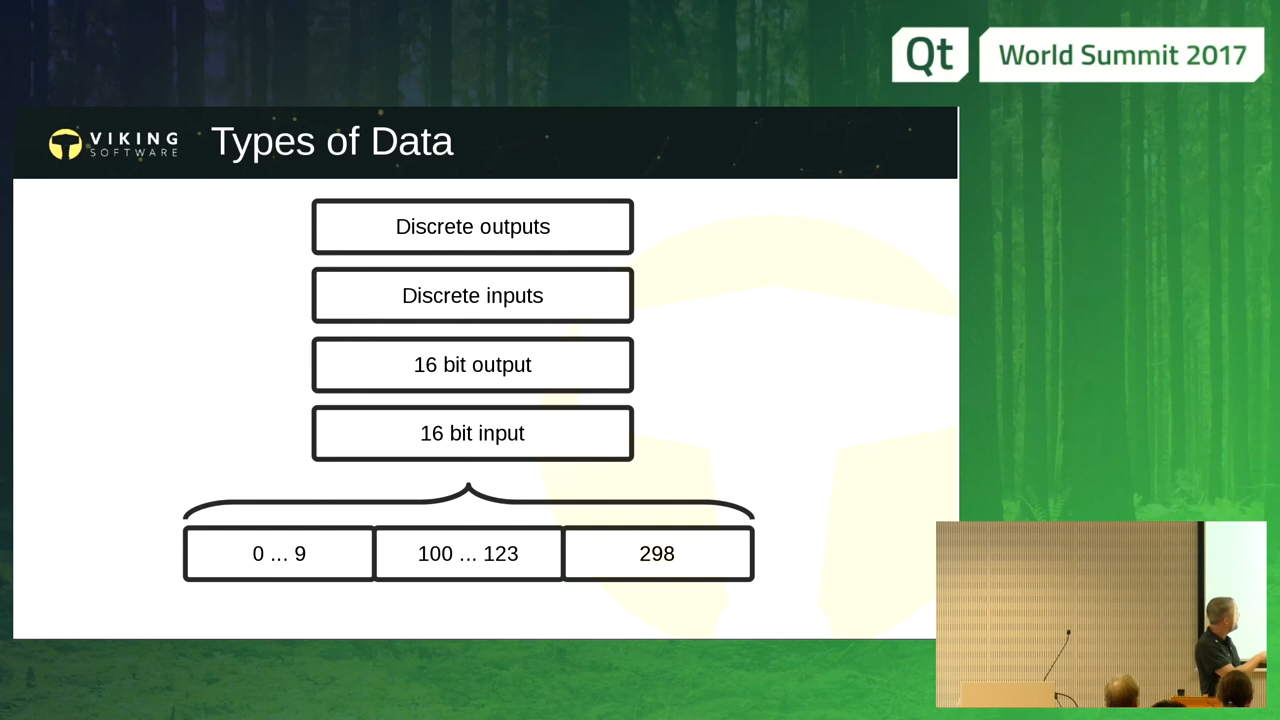 Qt World Summit 2017
VIKING
SOFTWARE
Types of Data
Discrete outputs
Discrete inputs
16 bit output
16 bit input
0 ... 9
100 ... 123
298